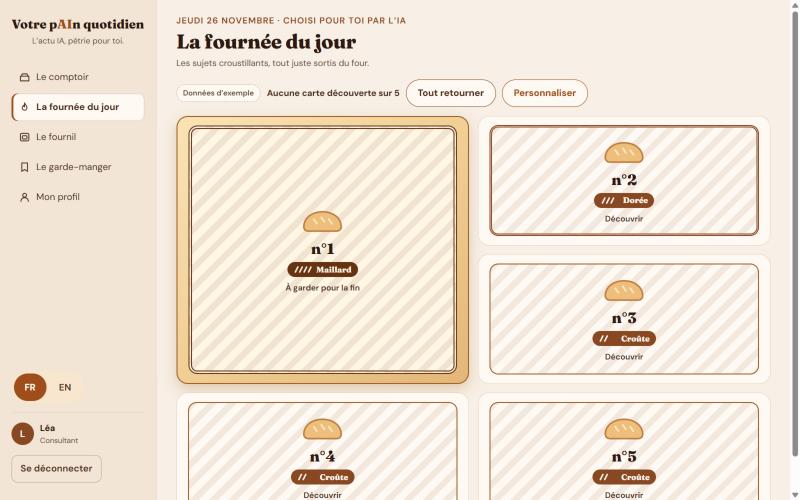 Votre pAIn quotidien
L'actu IA, pétrie pour toi.
Le comptoir
La fournée du jour
Le fournil
Le garde-manger
Mon profil
FR
EN
L
Léa
Consultant
Se déconnecter
JEUDI 26 NOVEMBRE · CHOISI POUR TOI PAR L'IA
La fournée du jour
Les sujets croustillants, tout juste sortis du four.
Données d'exemple
Aucune carte découverte sur 5
Tout retourner
Personnaliser
n°1
Maillard
À garder pour la fin
n°2
Dorée
Découvrir
n°3
Croûte
Découvrir
n°4
Croûte
Découvrir
n°5
Croûte
Découvrir